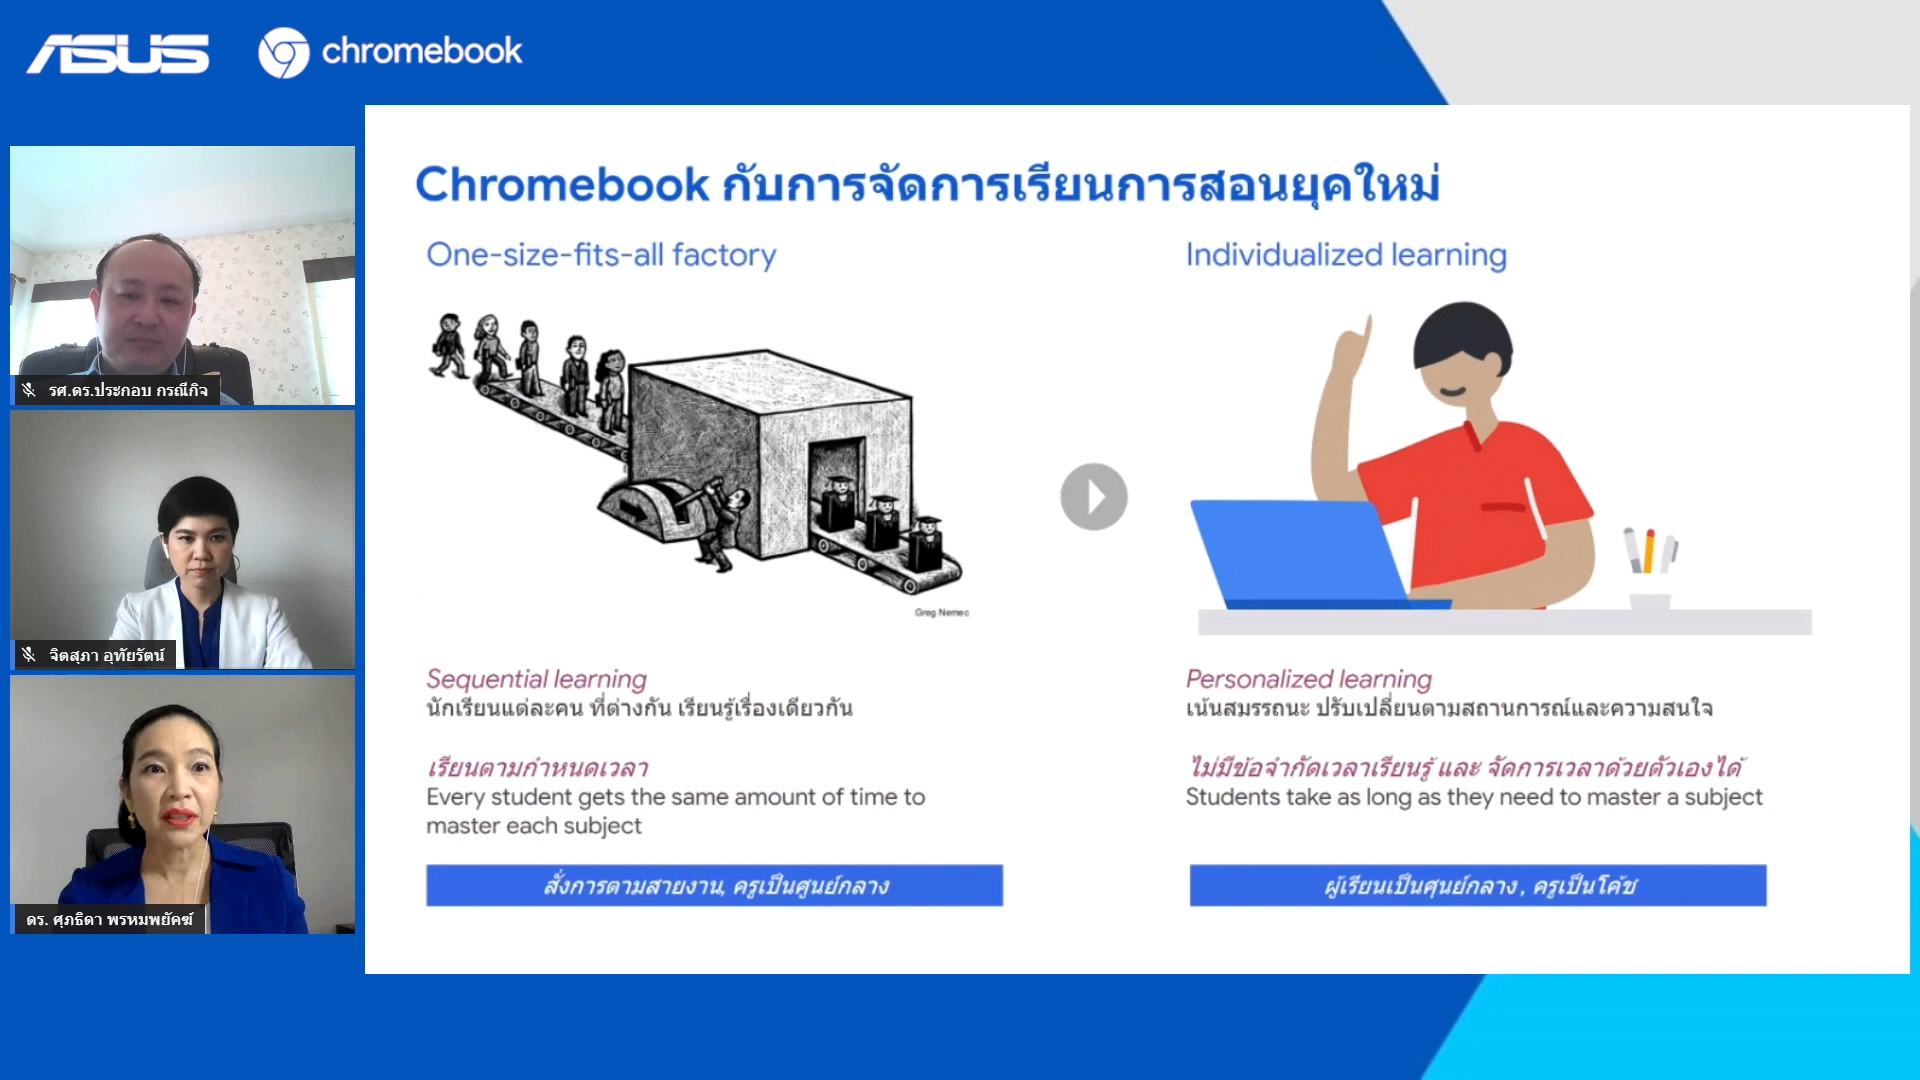 ASUS chromebook
รศ.ดร.ประกอบ กรณีกิจ
จิตสุภา อุทัยรัตน์
ดร. ศุภธิดา พรหมพยัคฆ์
Chromebook กับการจัดการเรียนการสอนยุคใหม่
One-size-fits-all factory
Greg Nemec
Sequential learning
นักเรียนแต่ละคน ที่ต่างกัน เรียนรู้เรื่องเดียวกัน
เรียนตามกำหนดเวลา
Every student gets the same amount of time to
master each subject
สั่งการตามสายงาน, ครูเป็นศูนย์กลาง
Individualized learning
Personalized learning
เน้นสมรรถนะ ปรับเปลี่ยนตามสถานการณ์และความสนใจ
ไม่มีข้อจำกัดเวลาเรียนรู้ และ จัดการเวลาด้วยตัวเองได้
Students take as long as they need to master a subject
ผู้เรียนเป็นศูนย์กลาง , ครูเป็นโค้ช